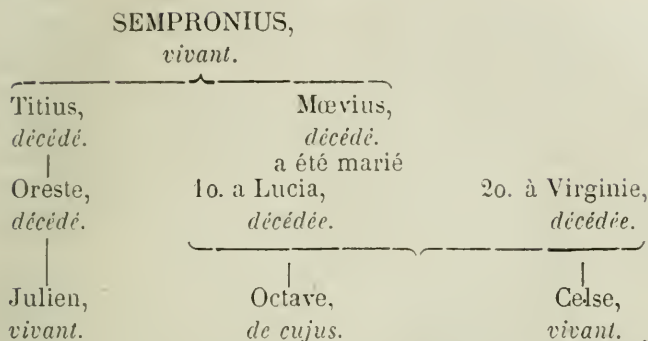 SEMPRONIUS,
vivant.
Titius, Mœvius,
décédé. décédé.
a été marié
Oreste, 1o. a Lucia, 2o. à Virginie,
décédé. décédée. décédée.
Julien, Octave, Celse,
vivant. de cujus. vivant.